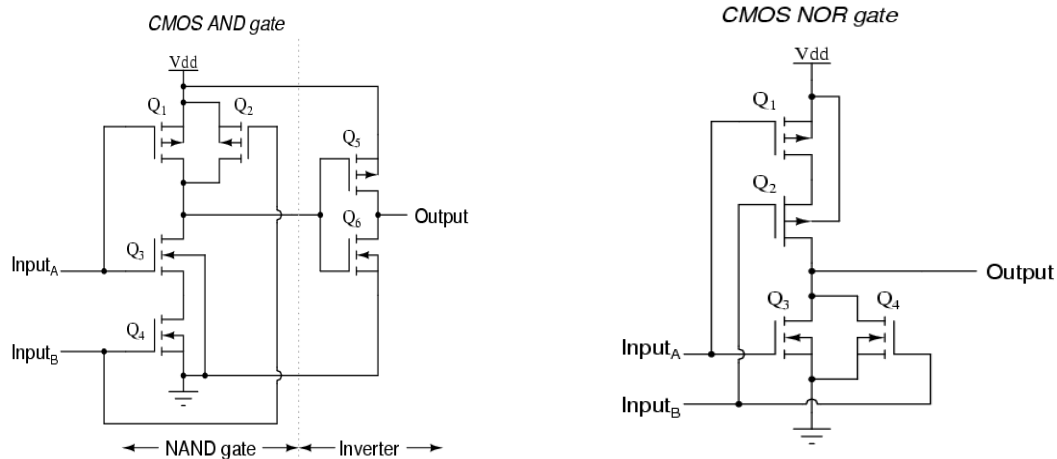 CMOS AND gate
Vdd
Q1
Q2
Q5
Q6
Output
Q3
InputA
Q4
InputB
NAND gate
Inverter
CMOS NOR gate
Vdd
Q1
Q2
Output
Q3
Q4
InputA
InputB